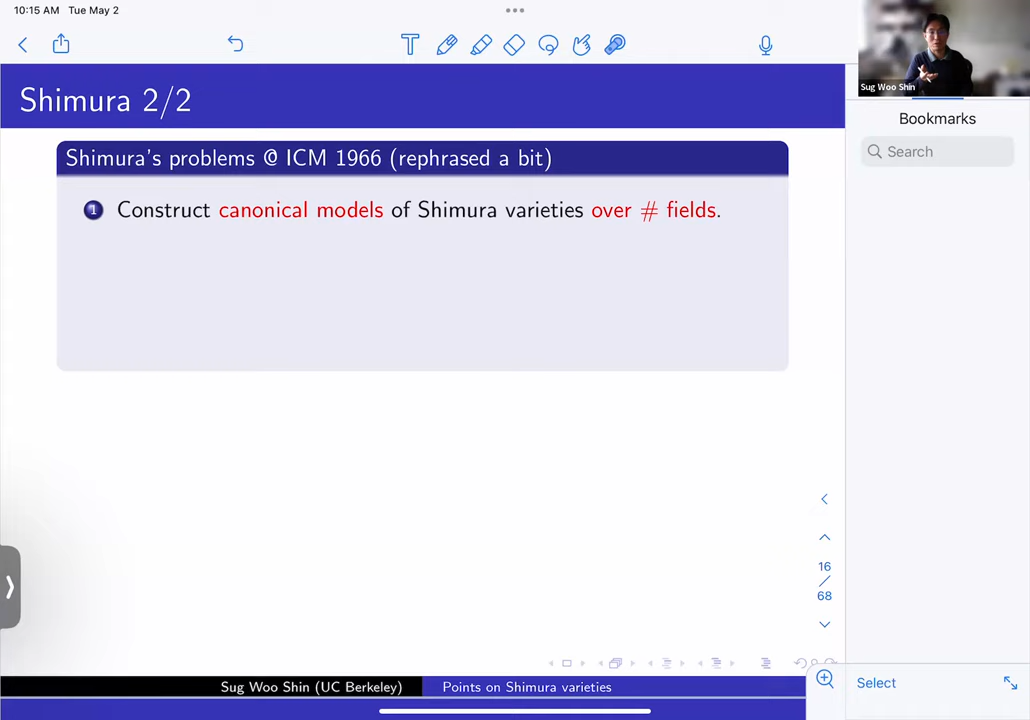 10:15 AM Tue May 2
Sug Woo Shin
Shimura 2/2
Bookmarks
Search
Shimura's problems @ ICM 1966 (rephrased a bit)
1 Construct canonical models of Shimura varieties over # fields.
16
/
68
Sug Woo Shin (UC Berkeley) Points on Shimura varieties
Select